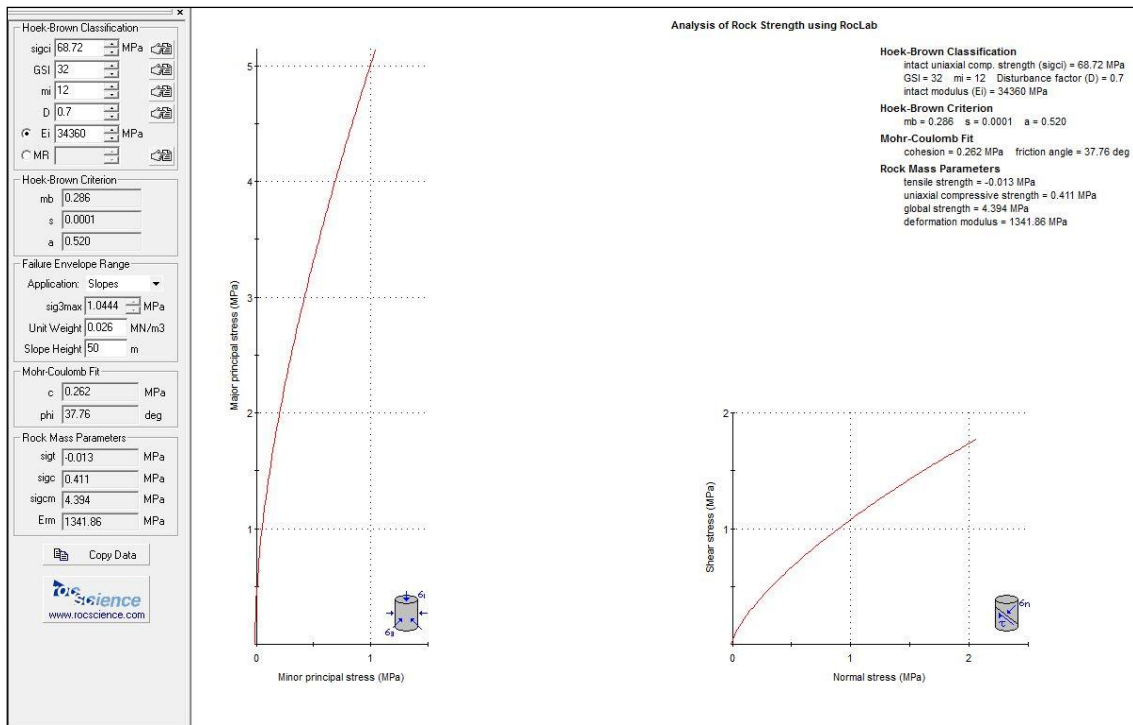 Hoek-Brown Classification
sigci 68.72 MPa
GSI 32
mi 12
D 0.7
Ei 34360 MPa
MR
Hoek-Brown Criterion
mb 0.286
s 0.0001
a 0.520
Failure Envelope Range
Application: Slopes
sig3max 1.0444 MPa
Unit Weight 0.026 MN/m3
Slope Height 50 m
Mohr-Coulomb Fit
c 0.262 MPa
phi 37.76 deg
Rock Mass Parameters
sigt -0.013 MPa
sigc 0.411 MPa
sigcm 4.394 MPa
Erm 1341.86 MPa
Copy Data
rocscience
www.rocscience.com
Analysis of Rock Strength using RocLab
Hoek-Brown Classification
intact uniaxial comp. strength (sigci) = 68.72 MPa
GSI = 32 mi = 12 Disturbance factor (D) = 0.7
intact modulus (Ei) = 34360 MPa
Hoek-Brown Criterion
mb = 0.286 s = 0.0001 a = 0.520
Mohr-Coulomb Fit
cohesion = 0.262 MPa friction angle = 37.76 deg
Rock Mass Parameters
tensile strength = -0.013 MPa
uniaxial compressive strength = 0.411 MPa
global strength = 4.394 MPa
deformation modulus = 1341.86 MPa
Major principal stress (MPa)
5
4
3
2
1
0 1
Minor principal stress (MPa)
Shear stress (MPa)
2
1
0 1 2
Normal stress (MPa)
σn
τ